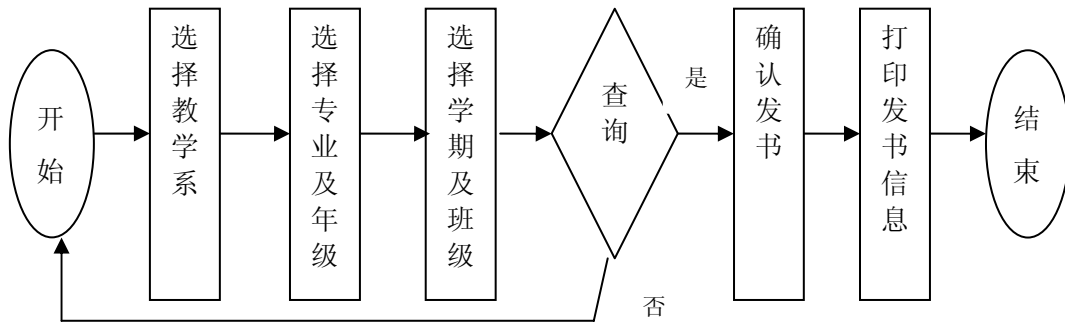 开始
选择教学系
选择专业及年级
选择学期及班级
查询
是
确认发书
打印发书信息
结束
否